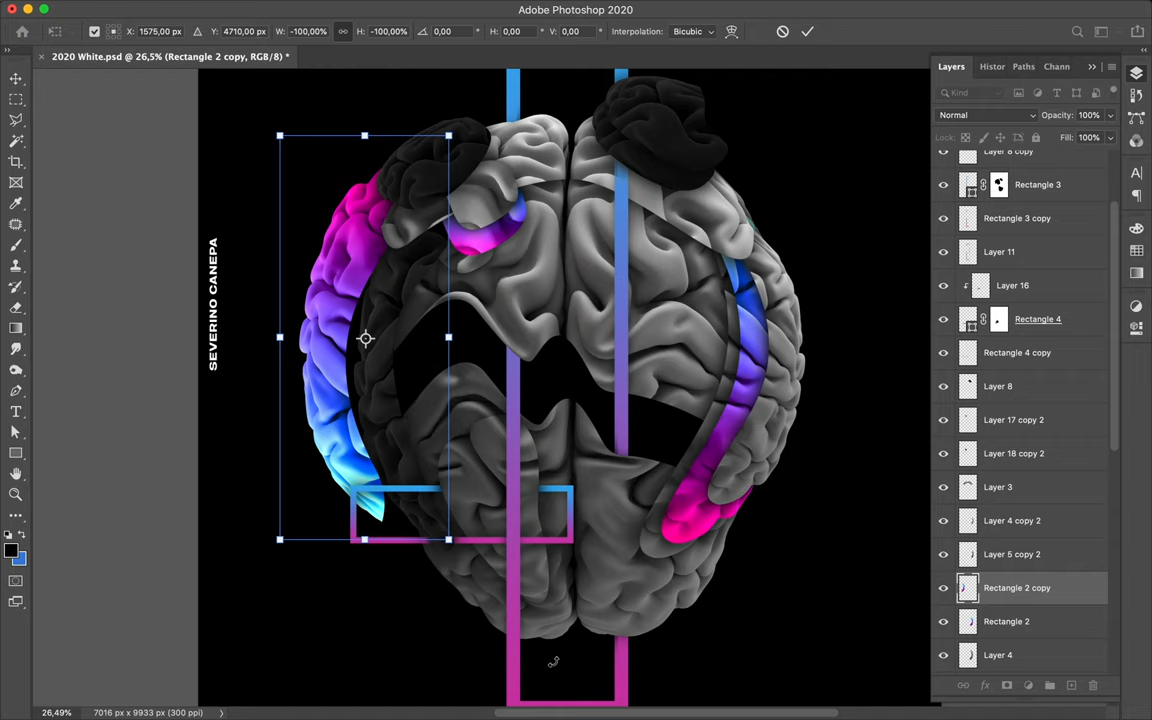 Adobe Photoshop 2020
X: 1575,00 px Y: 4710,00 px W: -100,00% H: -100,00% 0,00 ° H: 0,00 ° V: 0,00 ° Interpolation: Bicubic
2020 White.psd @ 26,5% (Rectangle 2 copy, RGB/8) *
Layers Histor Paths Chann
Kind
Normal Opacity: 100%
Lock: Fill: 100%
Layer 8 copy
Rectangle 3
Rectangle 3 copy
Layer 11
Layer 16
Rectangle 4
Rectangle 4 copy
Layer 8
Layer 17 copy 2
Layer 18 copy 2
Layer 3
Layer 4 copy 2
Layer 5 copy 2
Rectangle 2 copy
Rectangle 2
Layer 4
SEVERINO CANEPA
26,49% 7016 px x 9933 px (300 ppi)